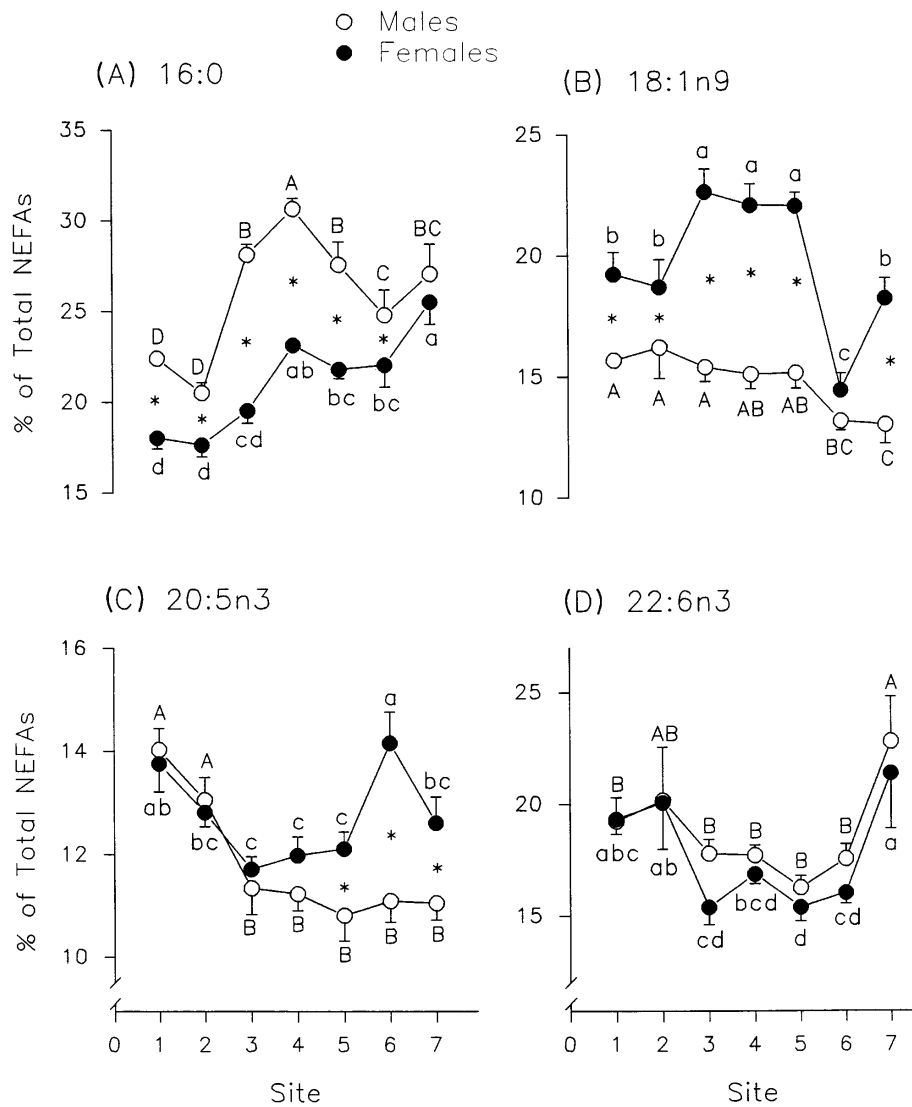 Males
Females
(A) 16:0
(B) 18:1n9
% of Total NEFAs
35
30
25
20
15
D
D
B
A
B
C
BC
*
*
*
*
*
*
d
d
cd
ab
bc
bc
a
25
20
15
10
b
b
a
a
a
c
b
*
*
*
*
*
*
A
A
A
AB
AB
BC
C
(C) 20:5n3
(D) 22:6n3
% of Total NEFAs
16
14
12
10
A
A
c
c
c
a
bc
ab
bc
*
*
*
B
B
B
B
B
0 1 2 3 4 5 6 7
Site
25
20
15
B
AB
B
B
B
B
A
abc
ab
cd
bcd
d
cd
a
0 1 2 3 4 5 6 7
Site